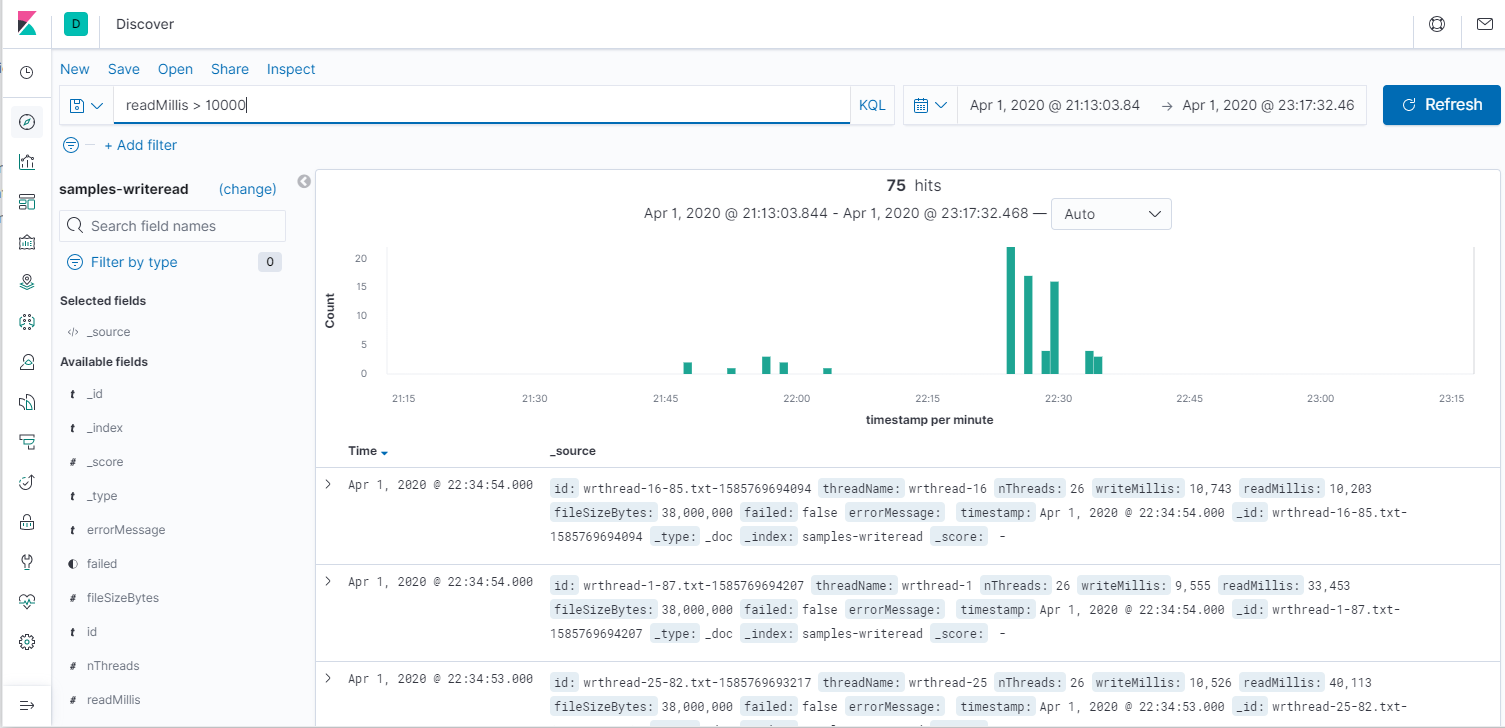 D Discover
New Save Open Share Inspect
readMillis > 10000 KQL Apr 1, 2020 @ 21:13:03.84 → Apr 1, 2020 @ 23:17:32.46 Refresh
+ Add filter
samples-writeread (change)
Search field names
Filter by type 0
Selected fields
</> _source
Available fields
t _id
t _index
# _score
t _type
t errorMessage
failed
# fileSizeBytes
t id
# nThreads
# readMillis
75 hits
Apr 1, 2020 @ 21:13:03.844 - Apr 1, 2020 @ 23:17:32.468 — Auto
Count
20
15
10
5
0
21:15 21:30 21:45 22:00 22:15 22:30 22:45 23:00 23:15
timestamp per minute
Time _source
Apr 1, 2020 @ 22:34:54.000 id: wrthread-16-85.txt-1585769694094 threadName: wrthread-16 nThreads: 26 writeMillis: 10,743 readMillis: 10,203
fileSizeBytes: 38,000,000 failed: false errorMessage: timestamp: Apr 1, 2020 @ 22:34:54.000 _id: wrthread-16-85.txt-
1585769694094 _type: _doc _index: samples-writeread _score: -
Apr 1, 2020 @ 22:34:54.000 id: wrthread-1-87.txt-1585769694207 threadName: wrthread-1 nThreads: 26 writeMillis: 9,555 readMillis: 33,453
fileSizeBytes: 38,000,000 failed: false errorMessage: timestamp: Apr 1, 2020 @ 22:34:54.000 _id: wrthread-1-87.txt-
1585769694207 _type: _doc _index: samples-writeread _score: -
Apr 1, 2020 @ 22:34:53.000 id: wrthread-25-82.txt-1585769693217 threadName: wrthread-25 nThreads: 26 writeMillis: 10,526 readMillis: 40,113
fileSizeBytes: 38,000,000 failed: false errorMessage: timestamp: Apr 1, 2020 @ 22:34:53.000 _id: wrthread-25-82.txt-